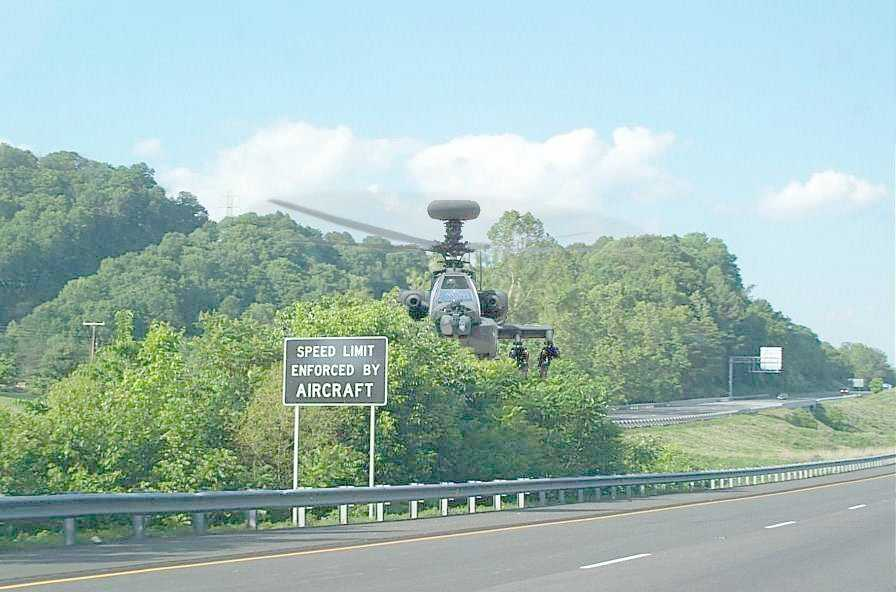 SPEED LIMIT
ENFORCED BY
AIRCRAFT